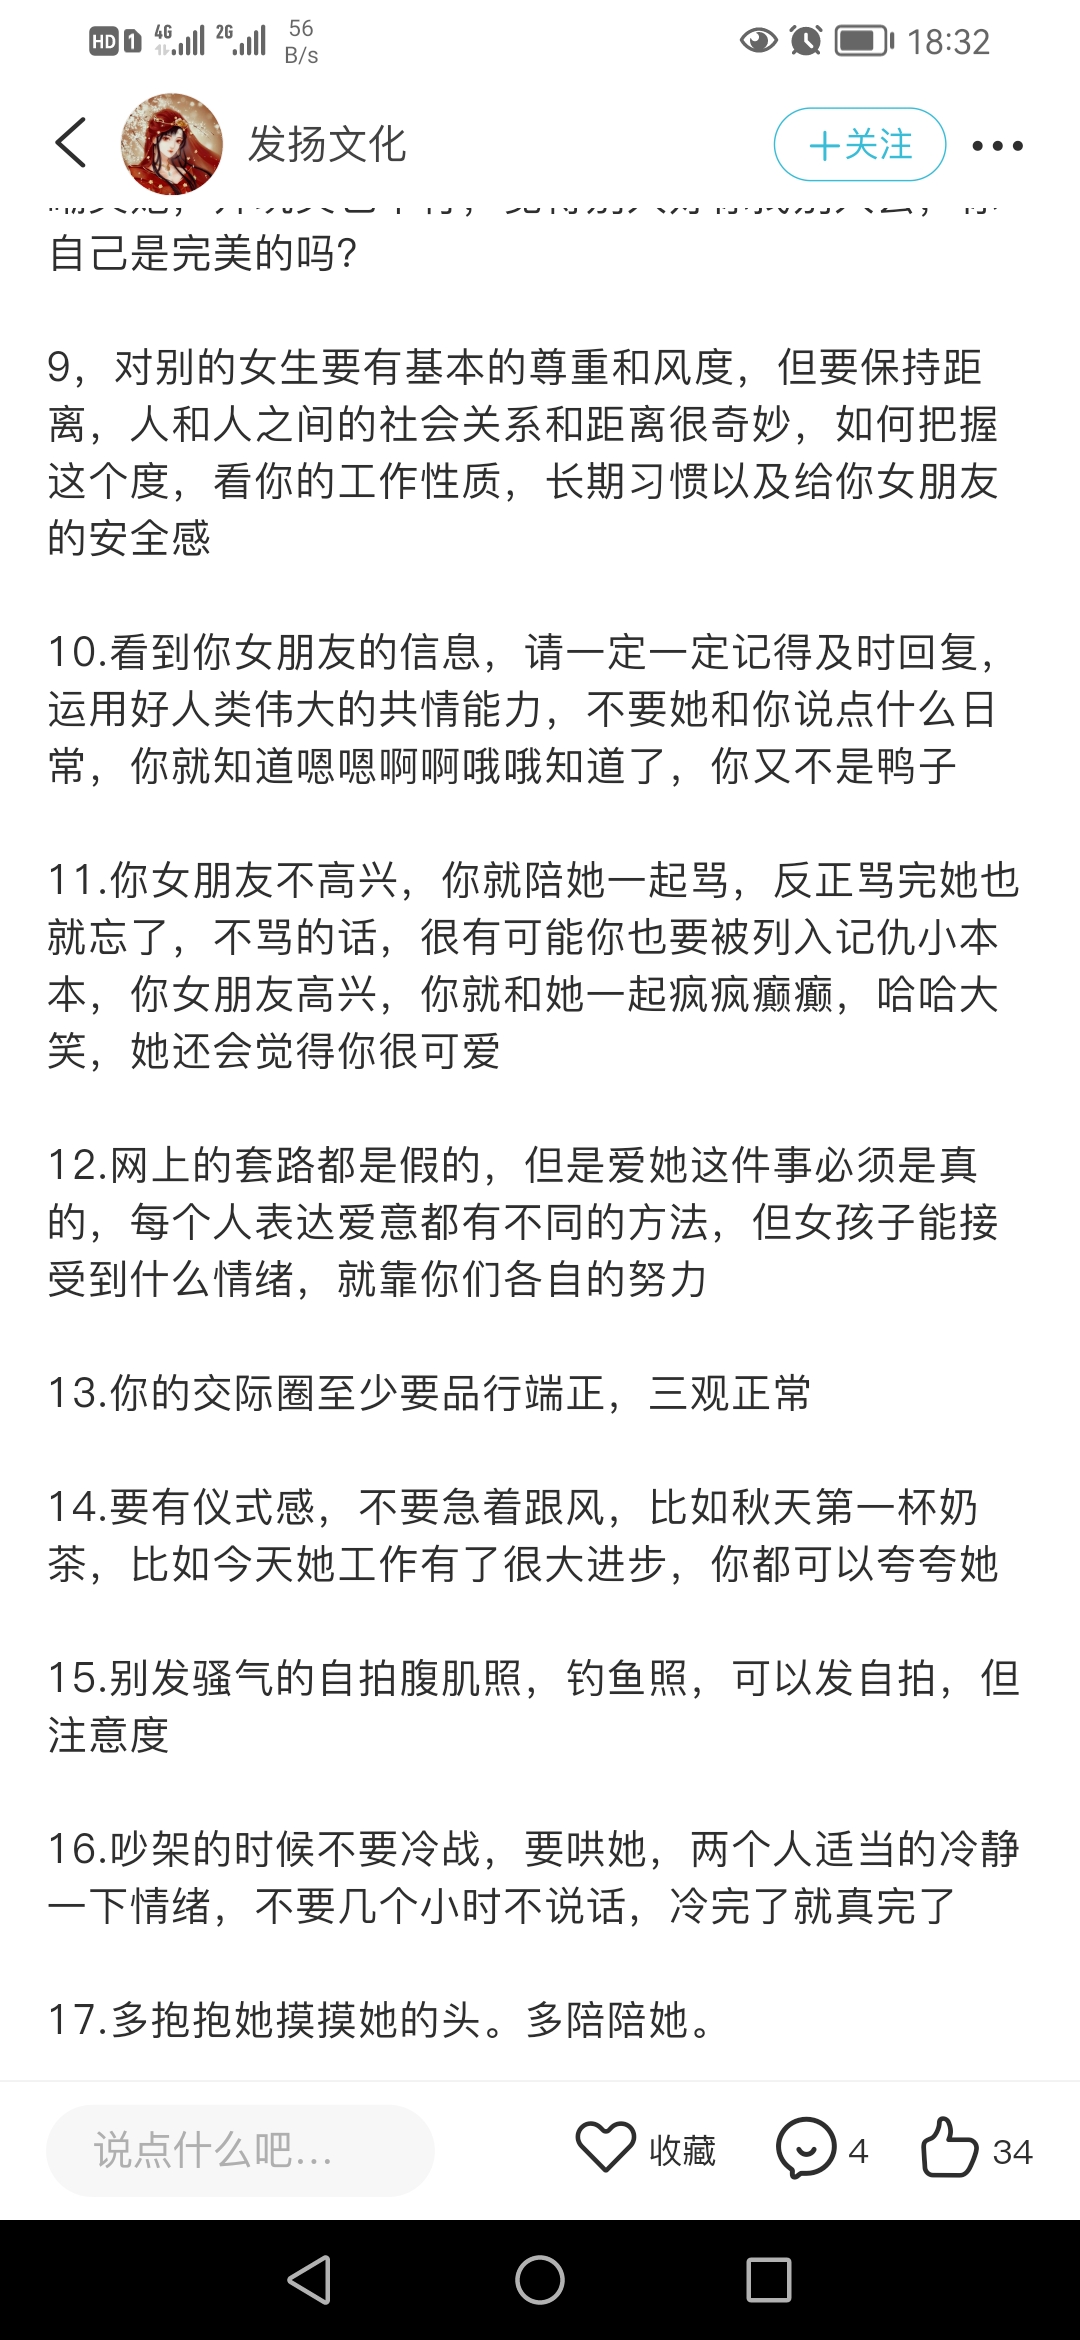 HD 1 4G 2G 56 B/s 18:32
发扬文化
+关注
自己是完美的吗?
9，对别的女生要有基本的尊重和风度，但要保持距
离，人和人之间的社会关系和距离很奇妙，如何把握
这个度，看你的工作性质，长期习惯以及给你女朋友
的安全感
10.看到你女朋友的信息，请一定一定记得及时回复，
运用好人类伟大的共情能力，不要她和你说点什么日
常，你就知道嗯嗯啊啊哦哦知道了，你又不是鸭子
11.你女朋友不高兴，你就陪她一起骂，反正骂完她也
就忘了，不骂的话，很有可能你也要被列入记仇小本
本，你女朋友高兴，你就和她一起疯疯癫癫，哈哈大
笑，她还会觉得你很可爱
12.网上的套路都是假的，但是爱她这件事必须是真
的，每个人表达爱意都有不同的方法，但女孩子能接
受到什么情绪，就靠你们各自的努力
13.你的交际圈至少要品行端正，三观正常
14.要有仪式感，不要急着跟风，比如秋天第一杯奶
茶，比如今天她工作有了很大进步，你都可以夸夸她
15.别发骚气的自拍腹肌照，钓鱼照，可以发自拍，但
注意度
16.吵架的时候不要冷战，要哄她，两个人适当的冷静
一下情绪，不要几个小时不说话，冷完了就真完了
17.多抱抱她摸摸她的头。多陪陪她。
说点什么吧...
收藏
4
34